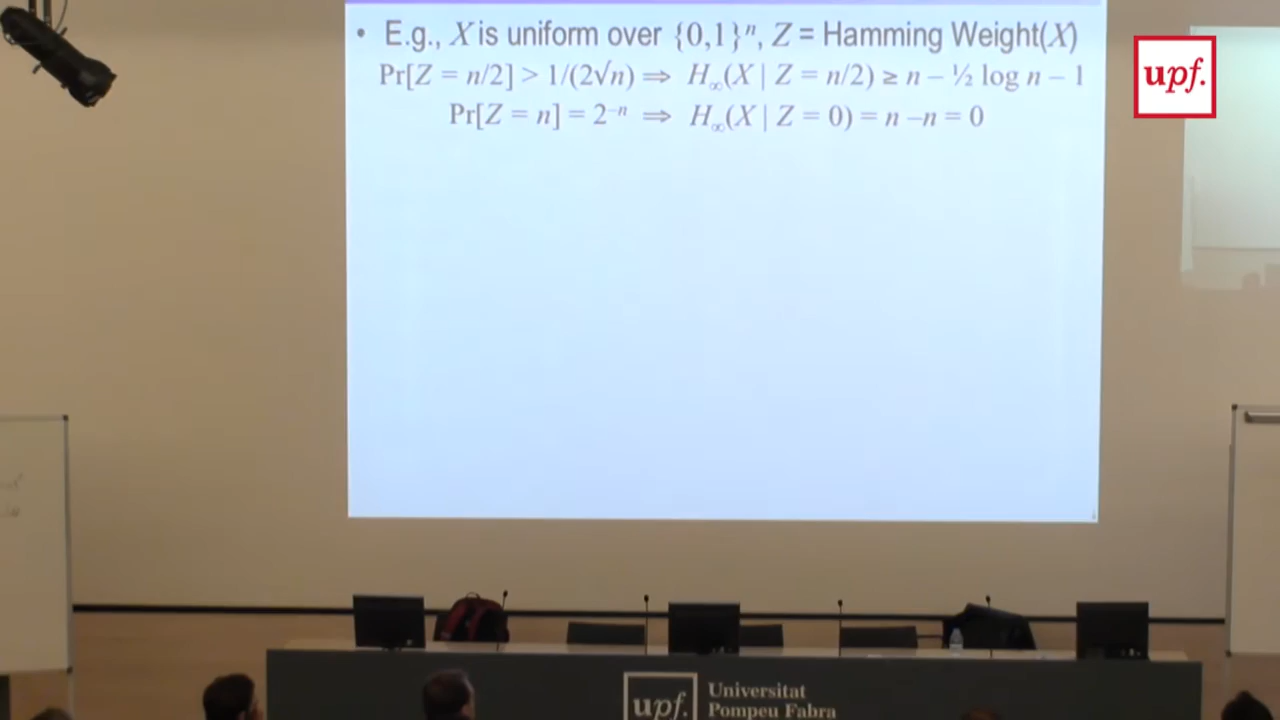 • E.g., X is uniform over {0,1}ⁿ, Z = Hamming Weight(X)
Pr[Z = n/2] > 1/(2√n) ⇒ H∞(X | Z = n/2) ≥ n – ½ log n – 1
Pr[Z = n] = 2⁻ⁿ ⇒ H∞(X | Z = 0) = n –n = 0
upf.
upf.
Universitat
Pompeu Fabra